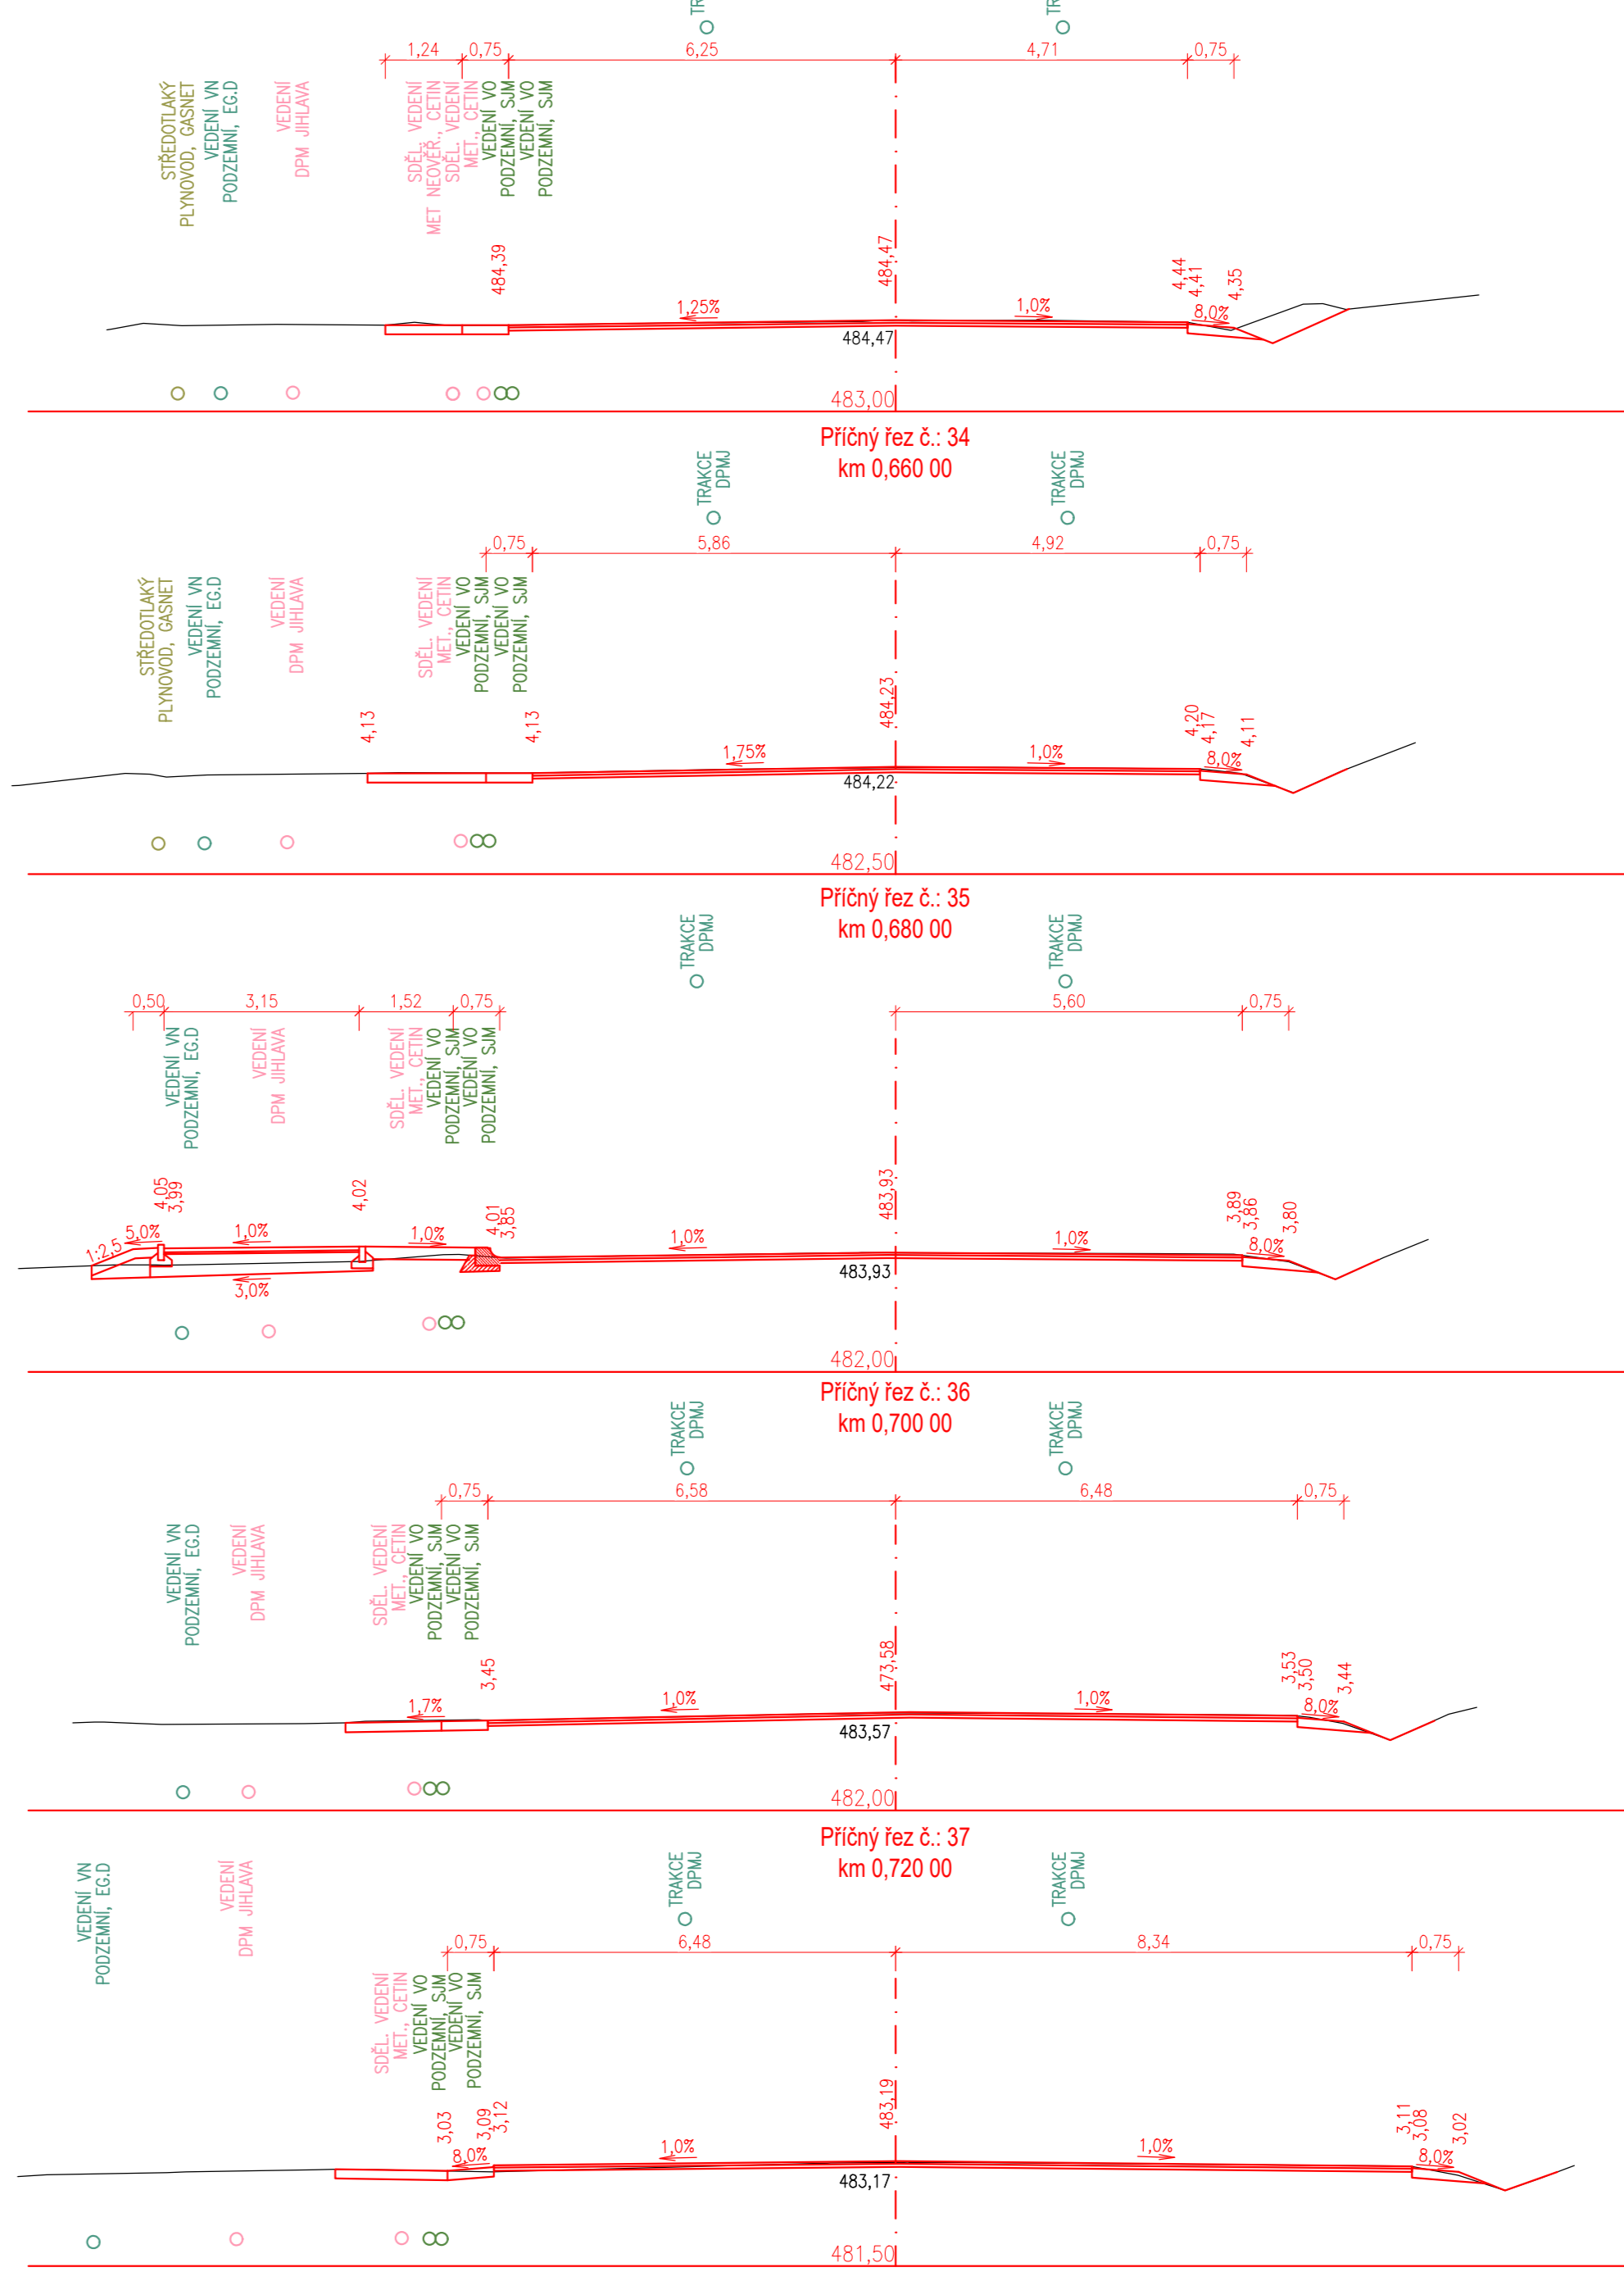 TR
TR
1,24
0,75
6,25
4,71
0,75
STŘEDOTLAKÝ
PLYNOVOD, GASNET
VEDENÍ VN
PODZEMNÍ, EG.D
VEDENÍ
DPM JIHLAVA
SDĚL. VEDENÍ
MET NEOVĚŘ., CETIN
SDĚL. VEDENÍ
MET., CETIN
VEDENÍ VO
PODZEMNÍ, SJM
VEDENÍ VO
PODZEMNÍ, SJM
484,39
484,47
4,44
4,41
4,35
1,25%
1,0%
8,0%
484,47
483,00
Příčný řez č.: 34
km 0,660 00
TRAKCE
DPMJ
TRAKCE
DPMJ
0,75
5,86
4,92
0,75
STŘEDOTLAKÝ
PLYNOVOD, GASNET
VEDENÍ VN
PODZEMNÍ, EG.D
VEDENÍ
DPM JIHLAVA
SDĚL. VEDENÍ
MET., CETIN
VEDENÍ VO
PODZEMNÍ, SJM
VEDENÍ VO
PODZEMNÍ, SJM
4,13
4,13
484,23
4,20
4,17
4,11
1,75%
1,0%
8,0%
484,22
482,50
Příčný řez č.: 35
km 0,680 00
TRAKCE
DPMJ
TRAKCE
DPMJ
0,50
3,15
1,52
0,75
5,60
0,75
VEDENÍ VN
PODZEMNÍ, EG.D
VEDENÍ
DPM JIHLAVA
SDĚL. VEDENÍ
MET., CETIN
VEDENÍ VO
PODZEMNÍ, SJM
VEDENÍ VO
PODZEMNÍ, SJM
4,05
3,99
4,02
4,01
3,85
483,93
3,89
3,86
3,80
1:2,5
5,0%
1,0%
1,0%
1,0%
1,0%
8,0%
3,0%
483,93
482,00
Příčný řez č.: 36
km 0,700 00
TRAKCE
DPMJ
TRAKCE
DPMJ
0,75
6,58
6,48
0,75
VEDENÍ VN
PODZEMNÍ, EG.D
VEDENÍ
DPM JIHLAVA
SDĚL. VEDENÍ
MET., CETIN
VEDENÍ VO
PODZEMNÍ, SJM
VEDENÍ VO
PODZEMNÍ, SJM
3,45
473,58
3,53
3,50
3,44
1,7%
1,0%
1,0%
8,0%
483,57
482,00
Příčný řez č.: 37
km 0,720 00
TRAKCE
DPMJ
TRAKCE
DPMJ
VEDENÍ VN
PODZEMNÍ, EG.D
VEDENÍ
DPM JIHLAVA
0,75
6,48
8,34
0,75
SDĚL. VEDENÍ
MET., CETIN
VEDENÍ VO
PODZEMNÍ, SJM
VEDENÍ VO
PODZEMNÍ, SJM
3,03
3,09
3,12
483,19
3,11
3,08
3,02
8,0%
1,0%
1,0%
8,0%
483,17
481,50